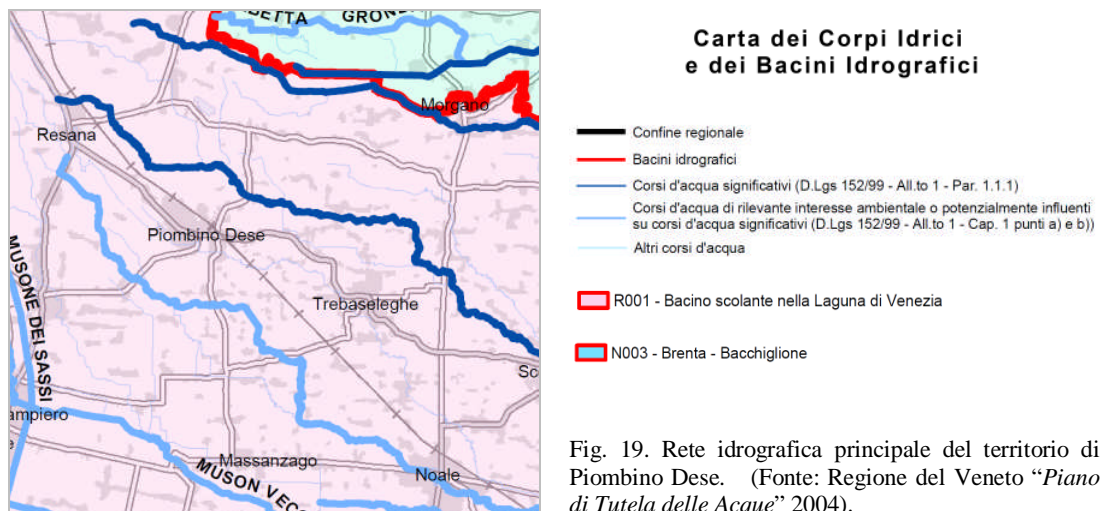 BETTA GRONDA
Morgano
Resana
Piombino Dese
MUSONE DEI SASSI
Trebaseleghe
Sc
ampiero
e
Massanzago
MUSON VECC
Noale
Carta dei Corpi Idrici
e dei Bacini Idrografici
Confine regionale
Bacini idrografici
Corsi d'acqua significativi (D.Lgs 152/99 - All.to 1 - Par. 1.1.1)
Corsi d'acqua di rilevante interesse ambientale o potenzialmente influenti
su corsi d'acqua significativi (D.Lgs 152/99 - All.to 1 - Cap. 1 punti a) e b))
Altri corsi d'acqua
R001 - Bacino scolante nella Laguna di Venezia
N003 - Brenta - Bacchiglione
Fig. 19. Rete idrografica principale del territorio di
Piombino Dese. (Fonte: Regione del Veneto “Piano
di Tutela delle Acque” 2004).